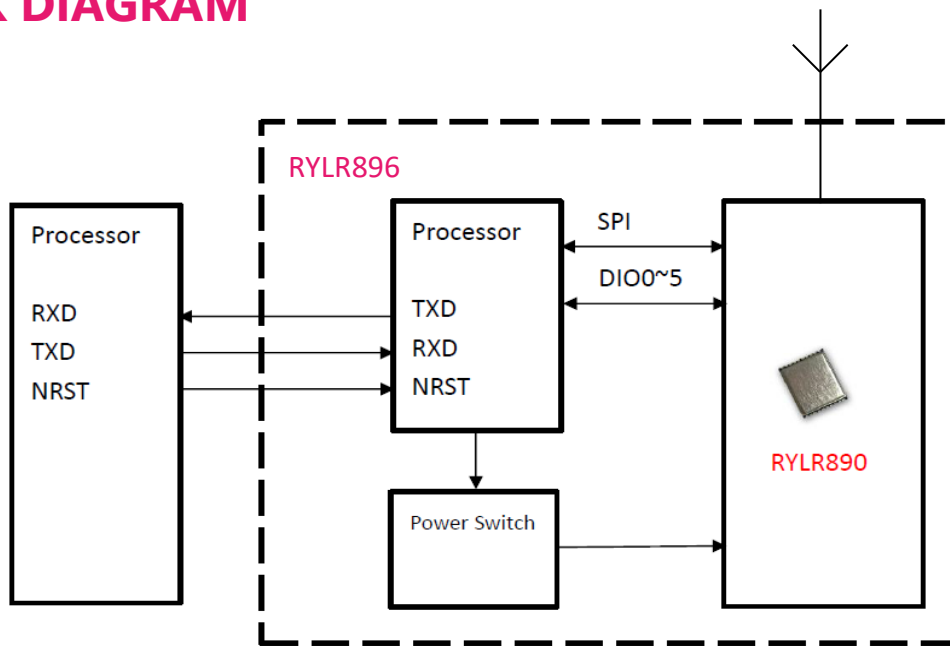 DIAGRAM
RYLR896
Processor
RXD
TXD
NRST
Processor
TXD
RXD
NRST
SPI
DIO0~5
RYLR890
Power Switch